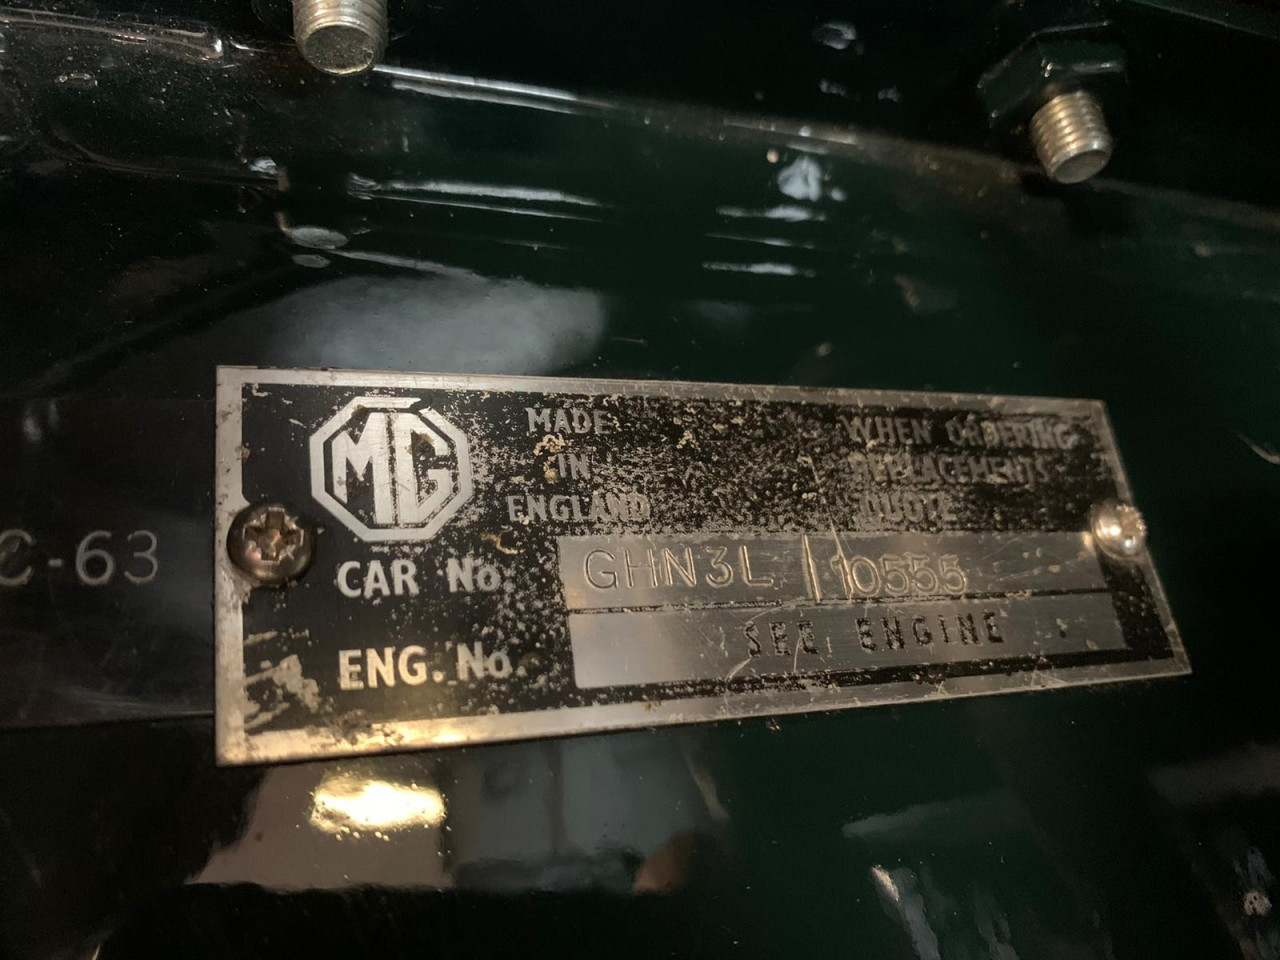 MG
MADE
IN
ENGLAND
WHEN ORDERING
REPLACEMENTS
QUOTE
C-63
CAR No. GHN3L / 10555
ENG. No. SEE ENGINE